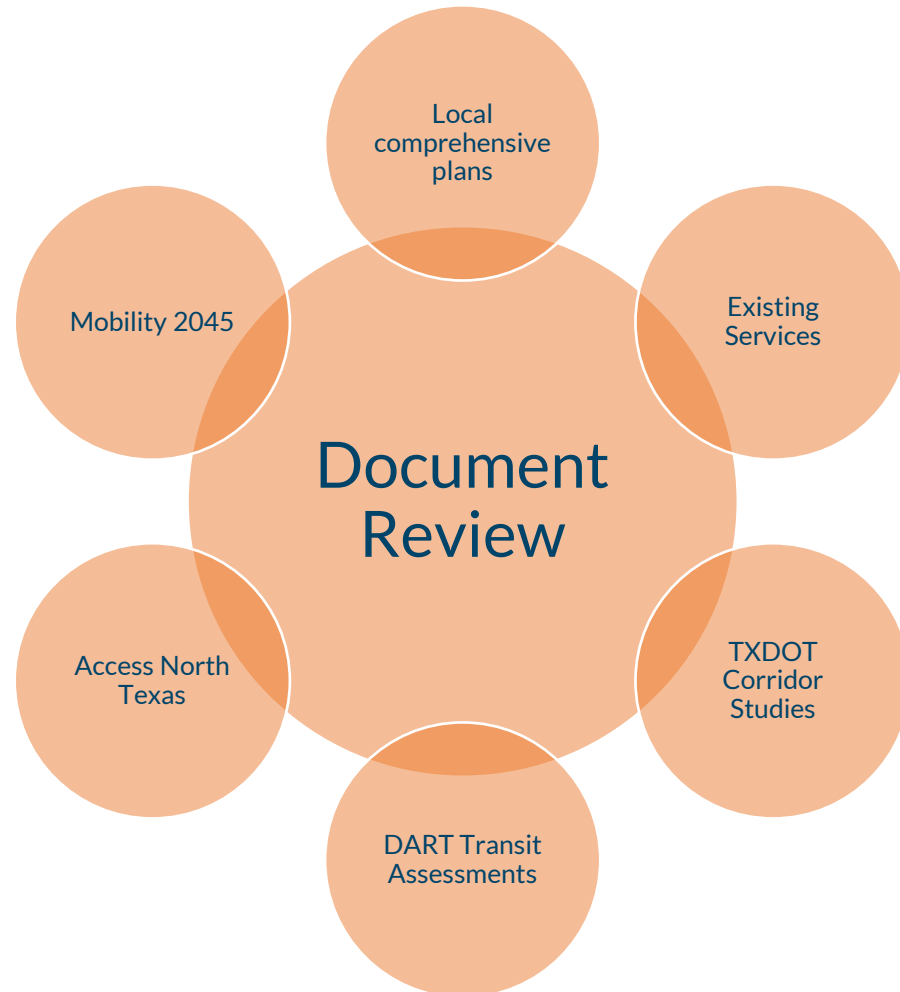 Local
comprehensive
plans
Existing
Services
TXDOT
Corridor
Studies
DART Transit
Assessments
Access North
Texas
Mobility 2045
Document
Review